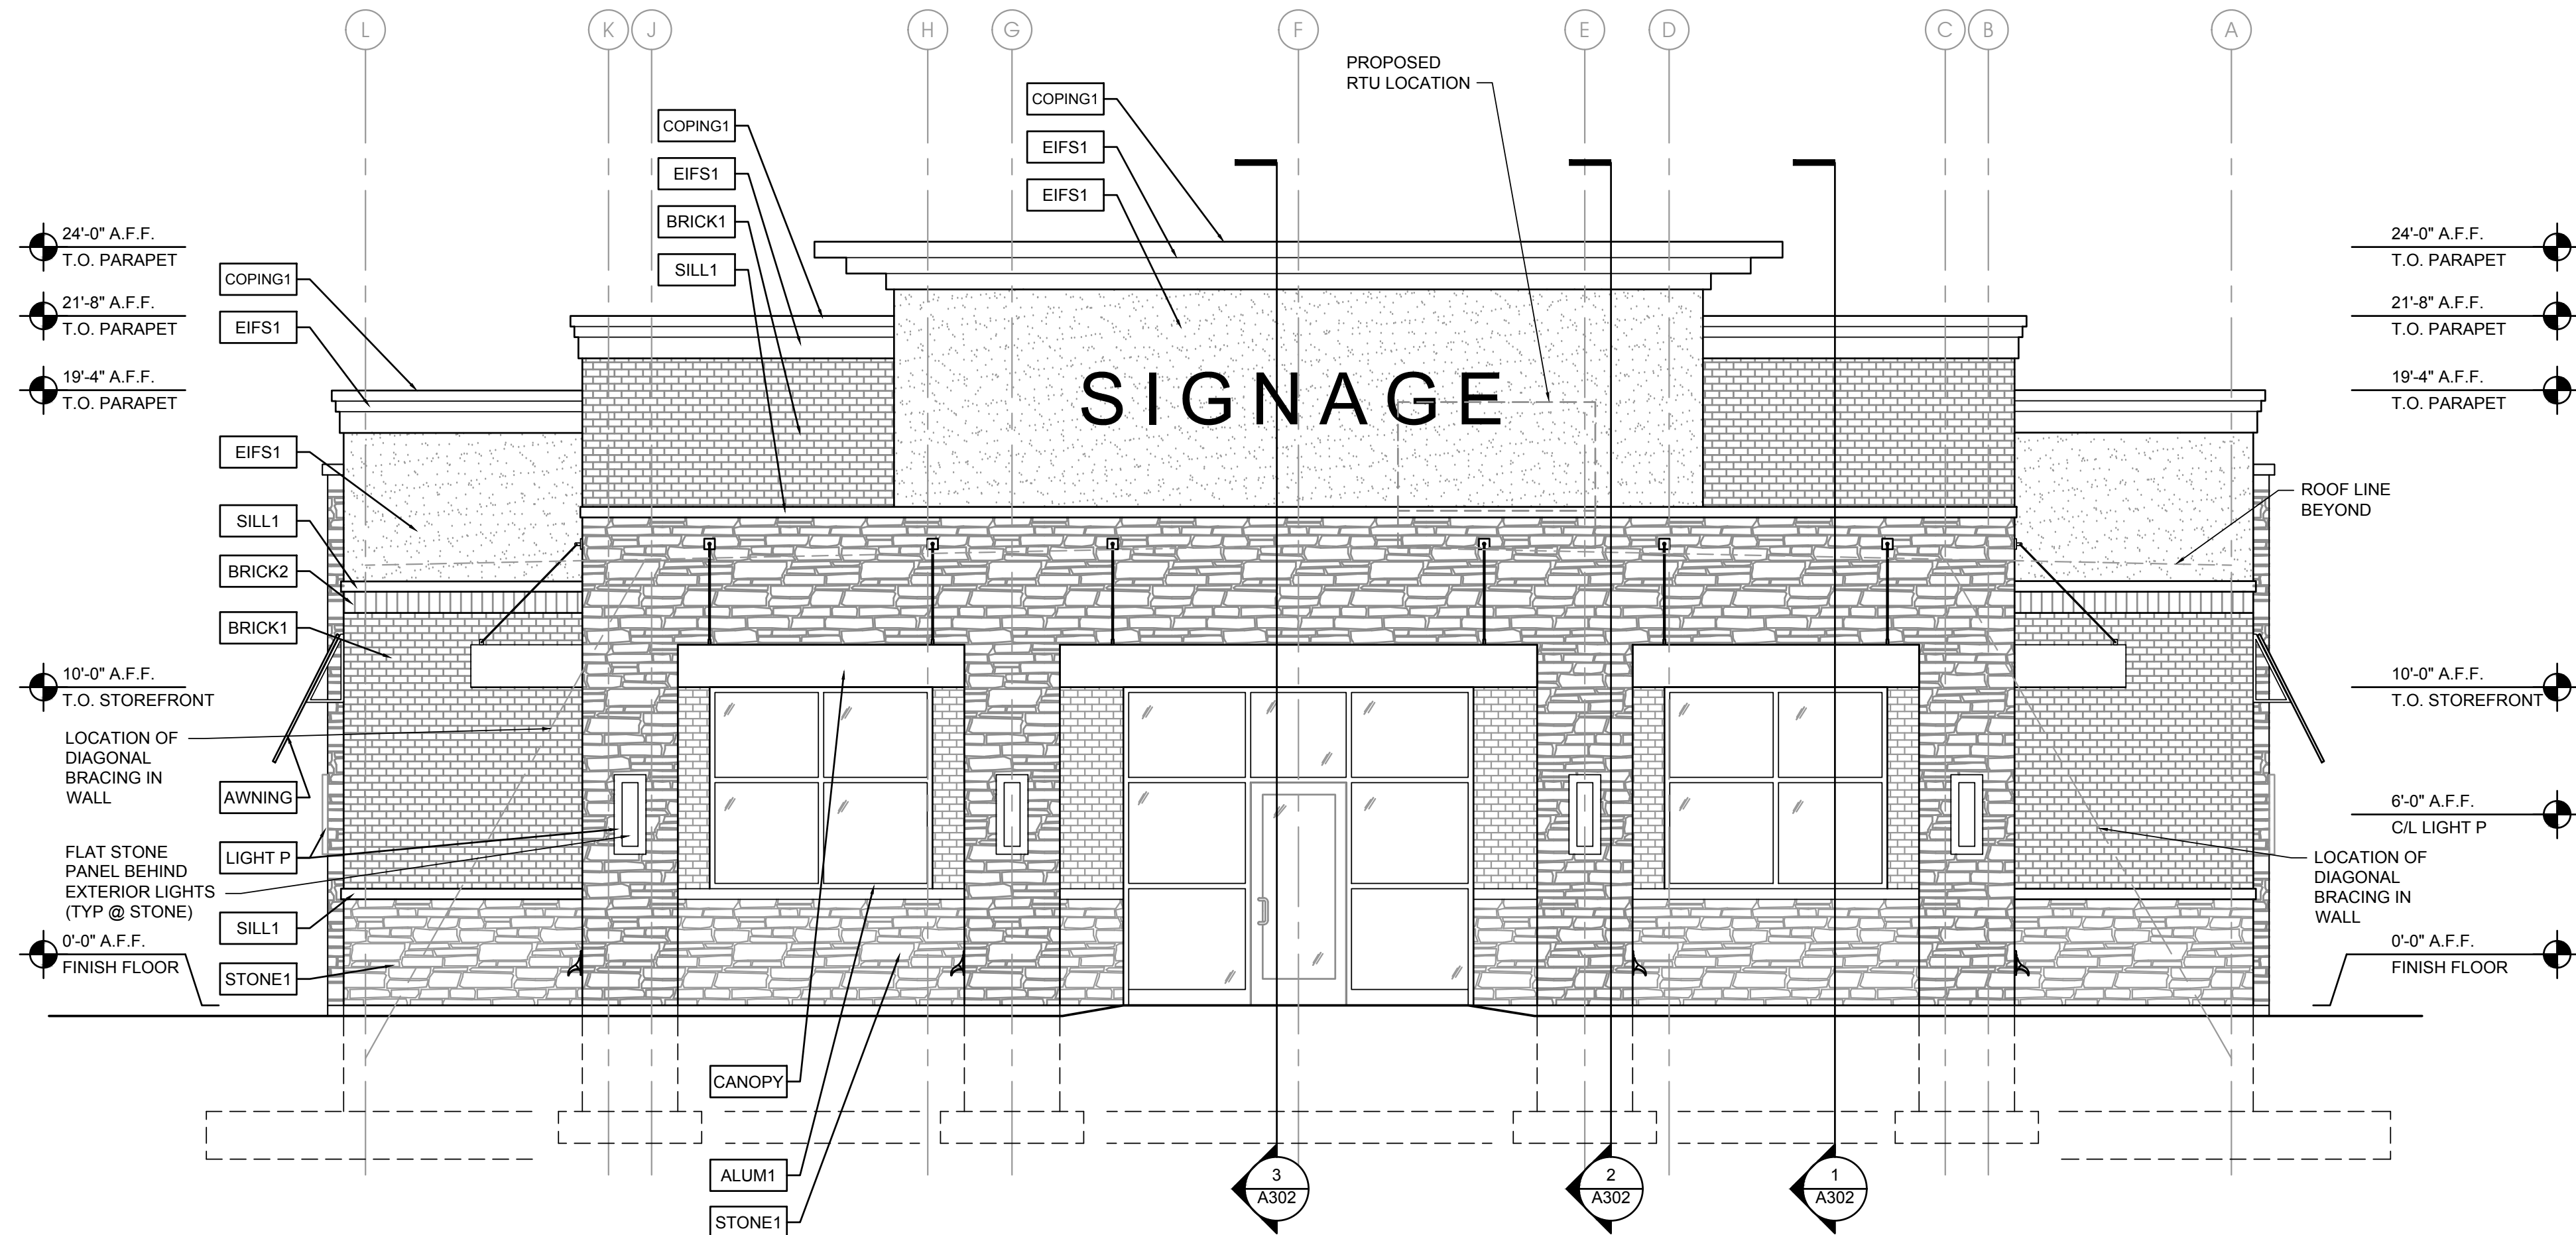 L
K
J
H
G
F
E
D
C
B
A
PROPOSED
RTU LOCATION
COPING1
EIFS1
EIFS1
COPING1
EIFS1
BRICK1
SILL1
24'-0" A.F.F.
T.O. PARAPET
21'-8" A.F.F.
T.O. PARAPET
19'-4" A.F.F.
T.O. PARAPET
COPING1
EIFS1
EIFS1
SILL1
BRICK2
BRICK1
10'-0" A.F.F.
T.O. STOREFRONT
LOCATION OF
DIAGONAL
BRACING IN
WALL
AWNING
LIGHT P
FLAT STONE
PANEL BEHIND
EXTERIOR LIGHTS
(TYP @ STONE)
SILL1
0'-0" A.F.F.
FINISH FLOOR
STONE1
SIGNAGE
24'-0" A.F.F.
T.O. PARAPET
21'-8" A.F.F.
T.O. PARAPET
19'-4" A.F.F.
T.O. PARAPET
ROOF LINE
BEYOND
10'-0" A.F.F.
T.O. STOREFRONT
6'-0" A.F.F.
C/L LIGHT P
LOCATION OF
DIAGONAL
BRACING IN
WALL
0'-0" A.F.F.
FINISH FLOOR
CANOPY
ALUM1
STONE1
3
A302
2
A302
1
A302